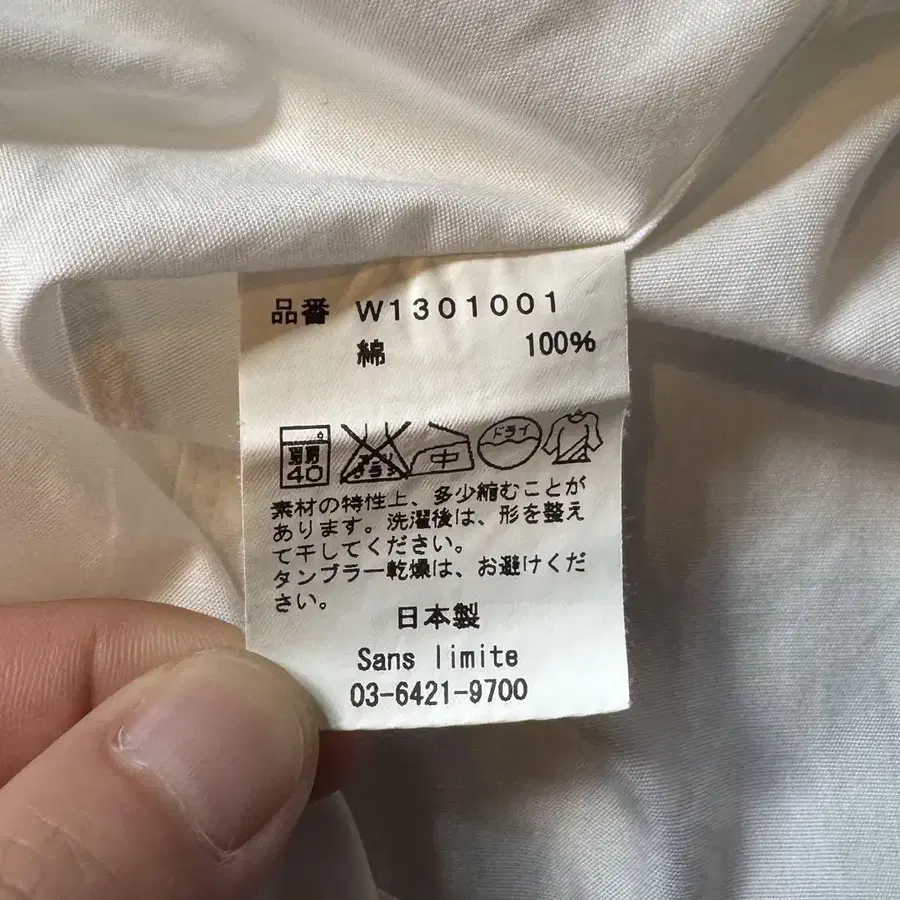 品番 W1301001
綿 100%
40
中
ドライ
素材の特性上、多少縮むことが
あります。洗濯後は、形を整え
て干してください。
タンブラー乾燥は、お避けくだ
さい。
日本製
Sans limite
03-6421-9700